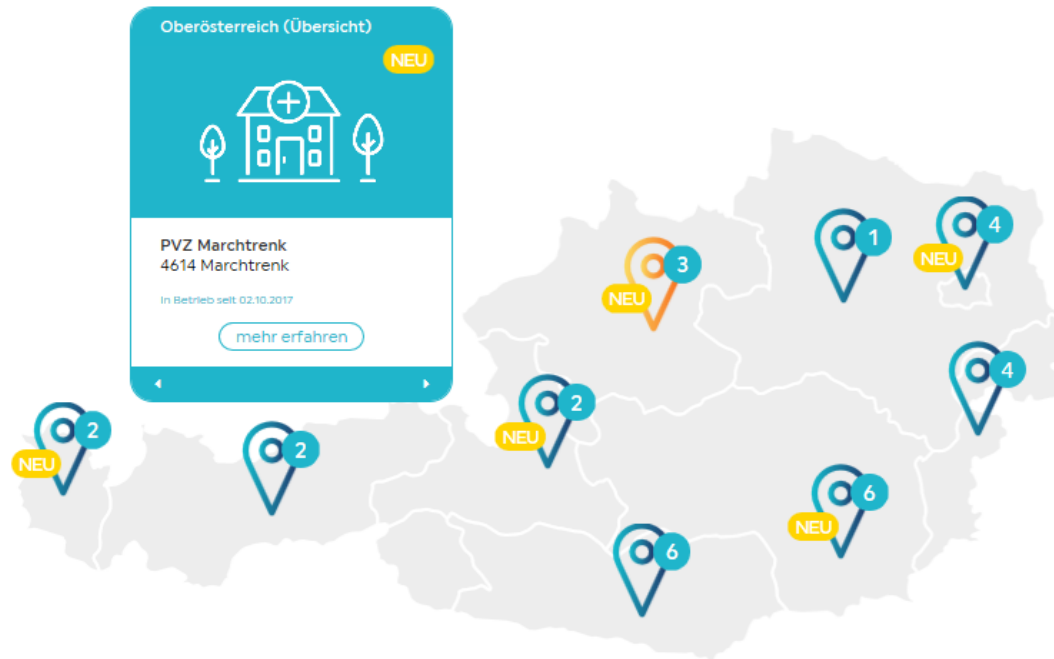 Oberösterreich (Übersicht)
NEU
PVZ Marchtrenk
4614 Marchtrenk
In Betrieb seit 02.10.2017
mehr erfahren
1
4
NEU
3
NEU
4
2
NEU
2
NEU
2
6
NEU
6